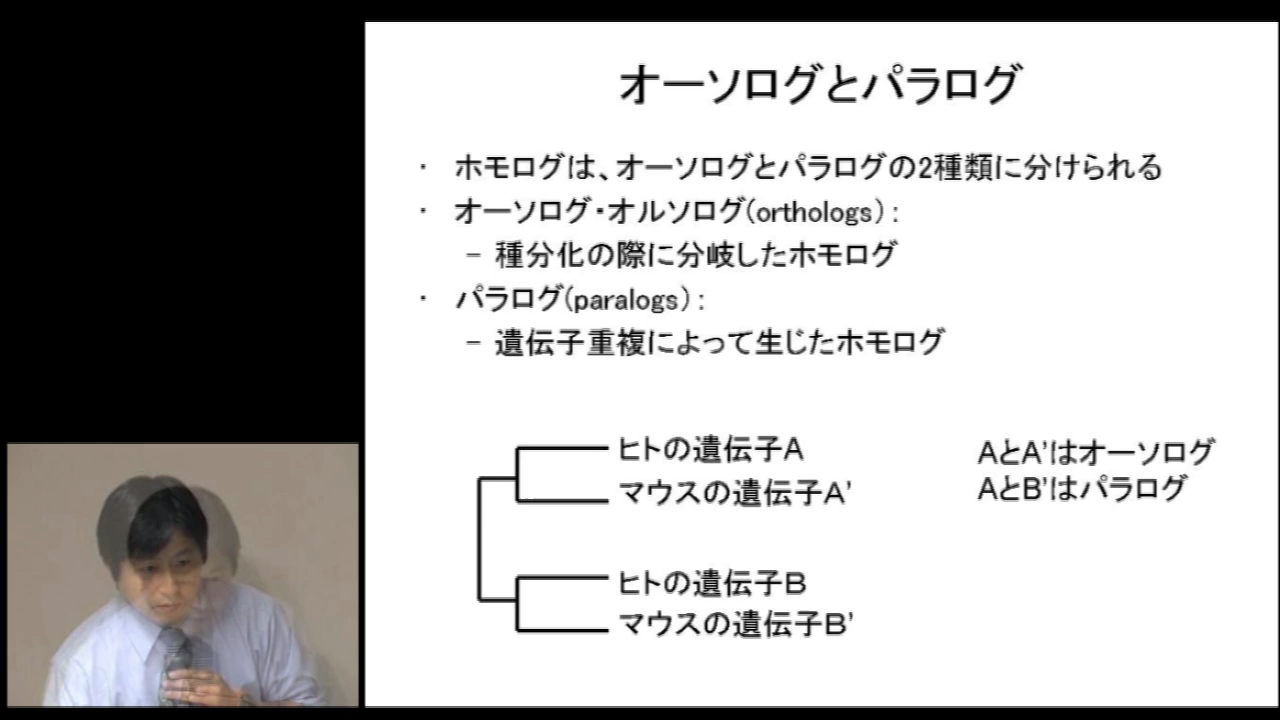 オーソログとパラログ
・ ホモログは、オーソログとパラログの2種類に分けられる
・ オーソログ・オルソログ(orthologs):
– 種分化の際に分岐したホモログ
・ パラログ(paralogs):
– 遺伝子重複によって生じたホモログ
ヒトの遺伝子A
マウスの遺伝子A'
ヒトの遺伝子B
マウスの遺伝子B'
AとA'はオーソログ
AとB'はパラログ